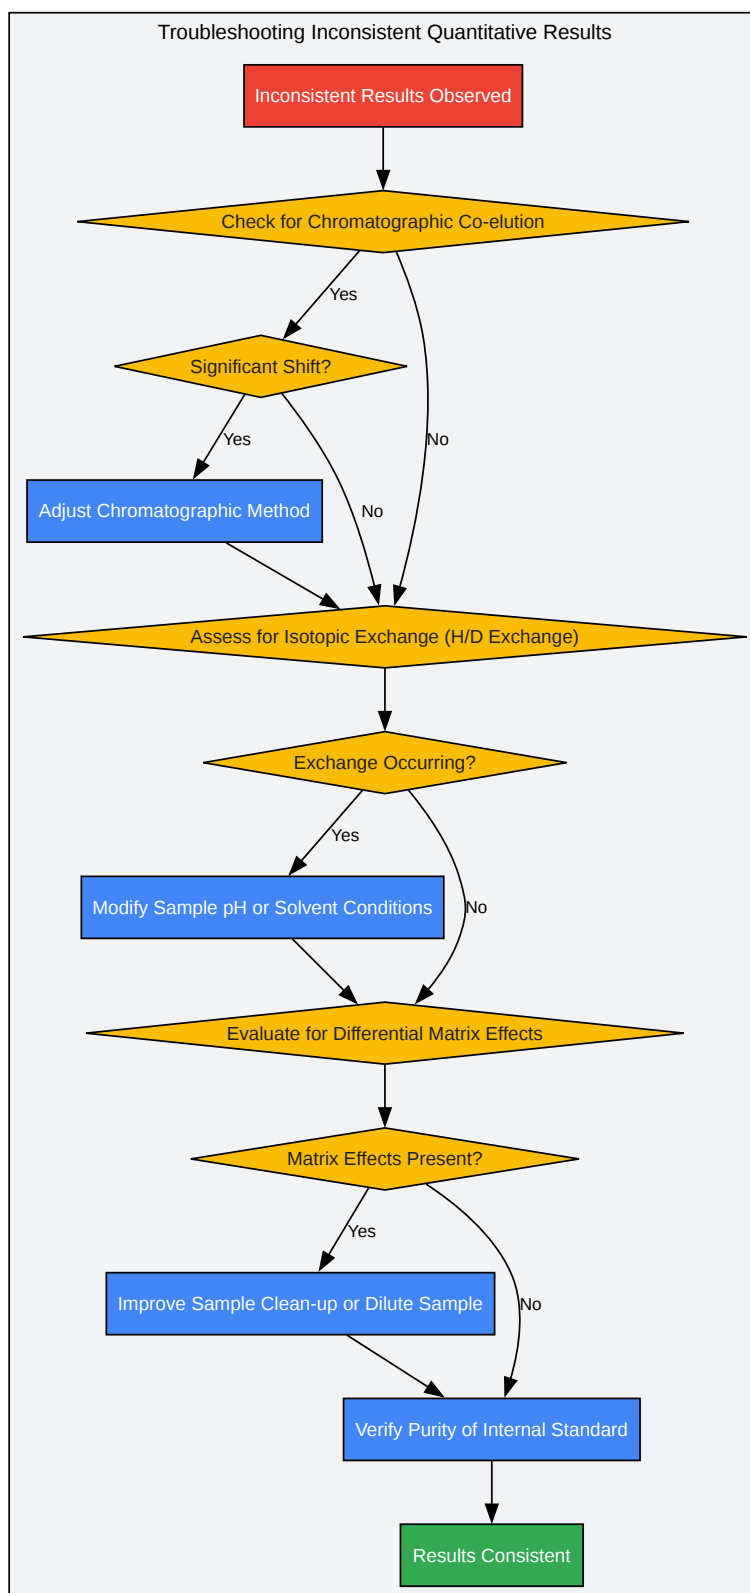 Troubleshooting Inconsistent Quantitative Results
Inconsistent Results Observed
Check for Chromatographic Co-elution
Yes
Significant Shift?
Yes
No
Adjust Chromatographic Method
No
Assess for Isotopic Exchange (H/D Exchange)
Exchange Occurring?
Yes
Modify Sample pH or Solvent Conditions
No
Evaluate for Differential Matrix Effects
Matrix Effects Present?
Yes
Improve Sample Clean-up or Dilute Sample
No
Verify Purity of Internal Standard
Results Consistent